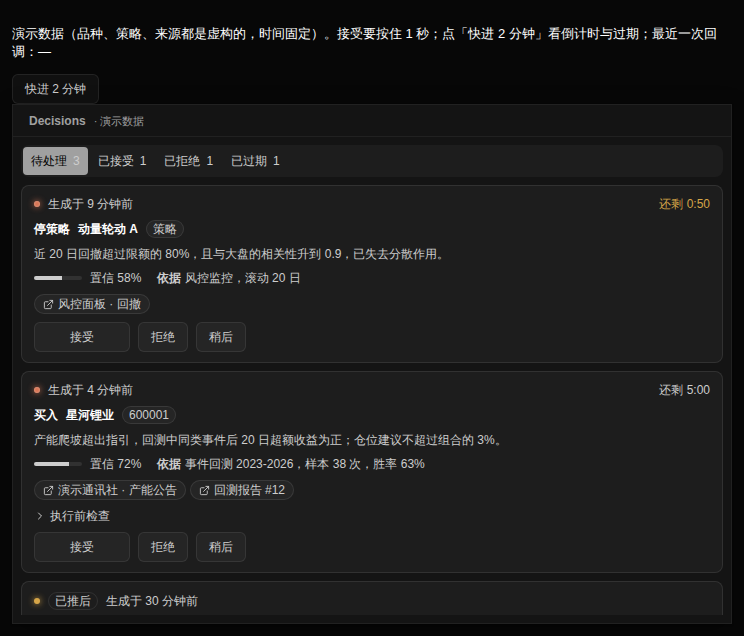 演示数据（品种、策略、来源都是虚构的，时间固定）。接受要按住 1 秒；点「快进 2 分钟」看倒计时与过期；最近一次回
调：—
快进 2 分钟
Decisions · 演示数据
待处理 3 已接受 1 已拒绝 1 已过期 1
生成于 9 分钟前 还剩 0:50
停策略 动量轮动 A 策略
近 20 日回撤超过限额的 80%，且与大盘的相关性升到 0.9，已失去分散作用。
置信 58% 依据 风控监控，滚动 20 日
风控面板 · 回撤
接受 拒绝 稍后
生成于 4 分钟前 还剩 5:00
买入 星河锂业 600001
产能爬坡超出指引，回测中同类事件后 20 日超额收益为正；仓位建议不超过组合的 3%。
置信 72% 依据 事件回测 2023-2026，样本 38 次，胜率 63%
演示通讯社 · 产能公告 回测报告 #12
执行前检查
接受 拒绝 稍后
已推后 生成于 30 分钟前